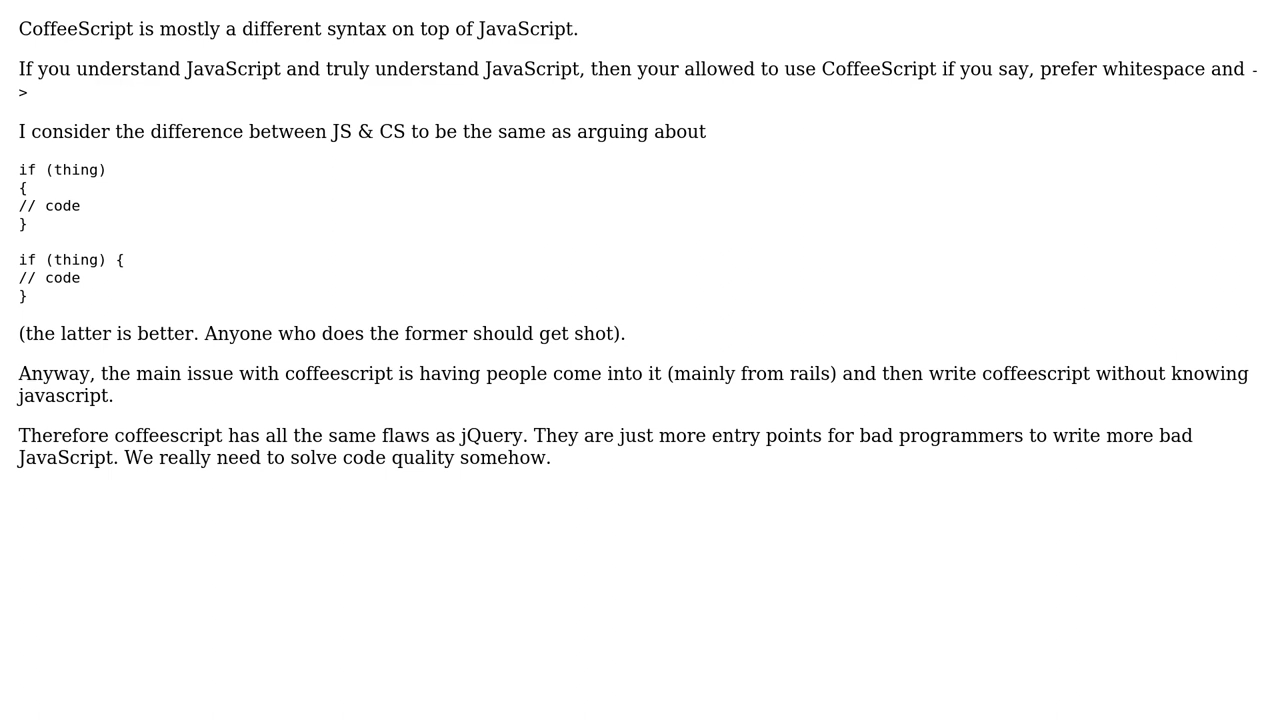 CoffeeScript is mostly a different syntax on top of JavaScript.
If you understand JavaScript and truly understand JavaScript, then your allowed to use CoffeeScript if you say, prefer whitespace and -
>
I consider the difference between JS & CS to be the same as arguing about
if (thing)
{
// code
}
if (thing) {
// code
}
(the latter is better. Anyone who does the former should get shot).
Anyway, the main issue with coffeescript is having people come into it (mainly from rails) and then write coffeescript without knowing
javascript.
Therefore coffeescript has all the same flaws as jQuery. They are just more entry points for bad programmers to write more bad
JavaScript. We really need to solve code quality somehow.